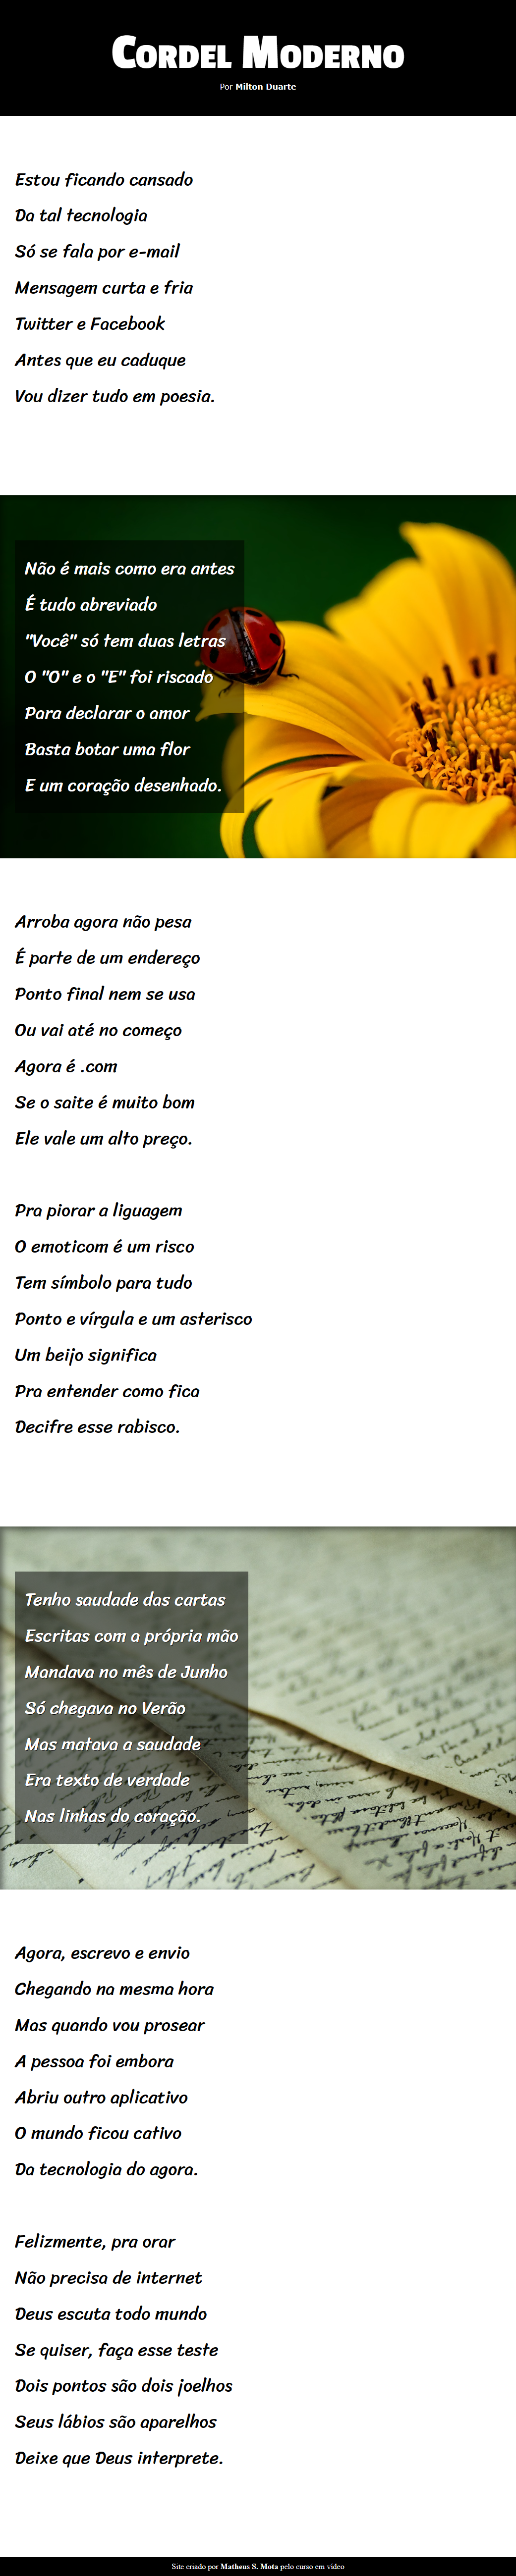 Cordel Moderno
Por Milton Duarte
Estou ficando cansado
Da tal tecnologia
Só se fala por e-mail
Mensagem curta e fria
Twitter e Facebook
Antes que eu caduque
Vou dizer tudo em poesia.
Não é mais como era antes
É tudo abreviado
"Você" só tem duas letras
O "O" e o "E" foi riscado
Para declarar o amor
Basta botar uma flor
E um coração desenhado.
Arroba agora não pesa
É parte de um endereço
Ponto final nem se usa
Ou vai até no começo
Agora é .com
Se o saite é muito bom
Ele vale um alto preço.
Pra piorar a liguagem
O emoticom é um risco
Tem símbolo para tudo
Ponto e vírgula e um asterisco
Um beijo significa
Pra entender como fica
Decifre esse rabisco.
Tenho saudade das cartas
Escritas com a própria mão
Mandava no mês de Junho
Só chegava no Verão
Mas matava a saudade
Era texto de verdade
Nas linhas do coração.
Agora, escrevo e envio
Chegando na mesma hora
Mas quando vou prosear
A pessoa foi embora
Abriu outro aplicativo
O mundo ficou cativo
Da tecnologia do agora.
Felizmente, pra orar
Não precisa de internet
Deus escuta todo mundo
Se quiser, faça esse teste
Dois pontos são dois joelhos
Seus lábios são aparelhos
Deixe que Deus interprete.
Site criado por Matheus S. Mota pelo curso em vídeo